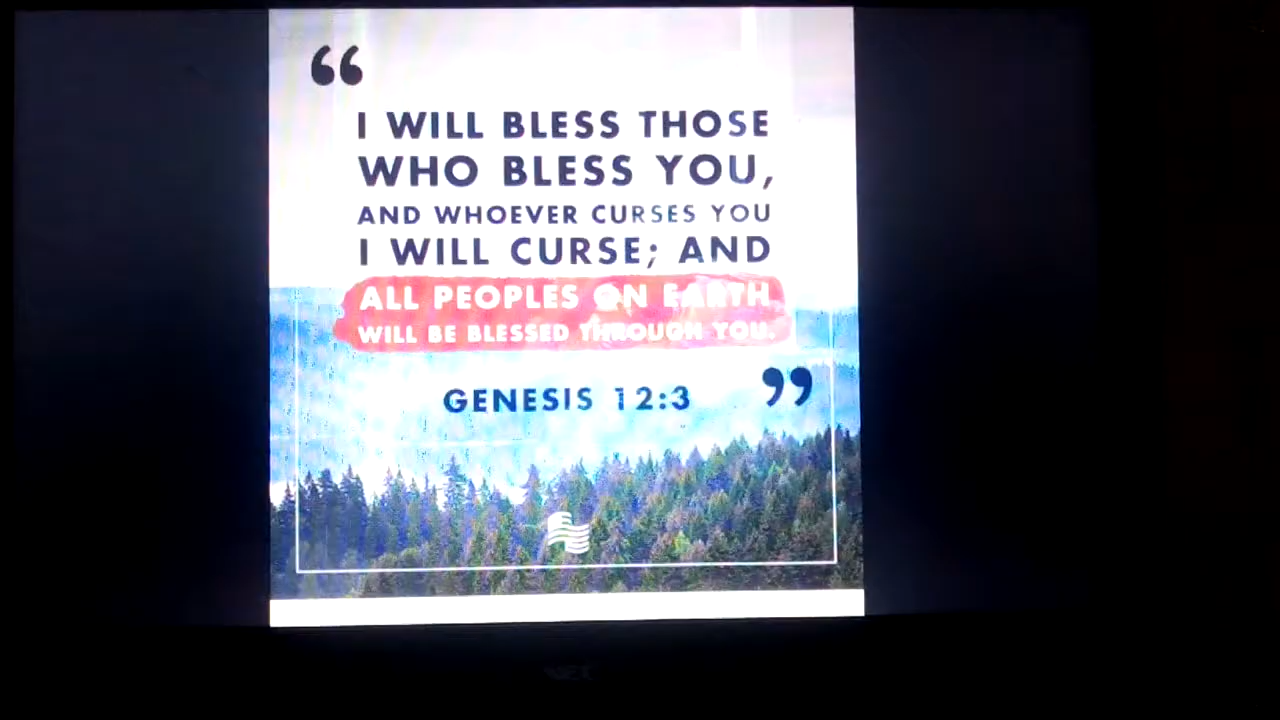 “
I WILL BLESS THOSE
WHO BLESS YOU,
AND WHOEVER CURSES YOU
I WILL CURSE; AND
ALL PEOPLES ON EARTH
WILL BE BLESSED THROUGH YOU.
”
GENESIS 12:3
NEC